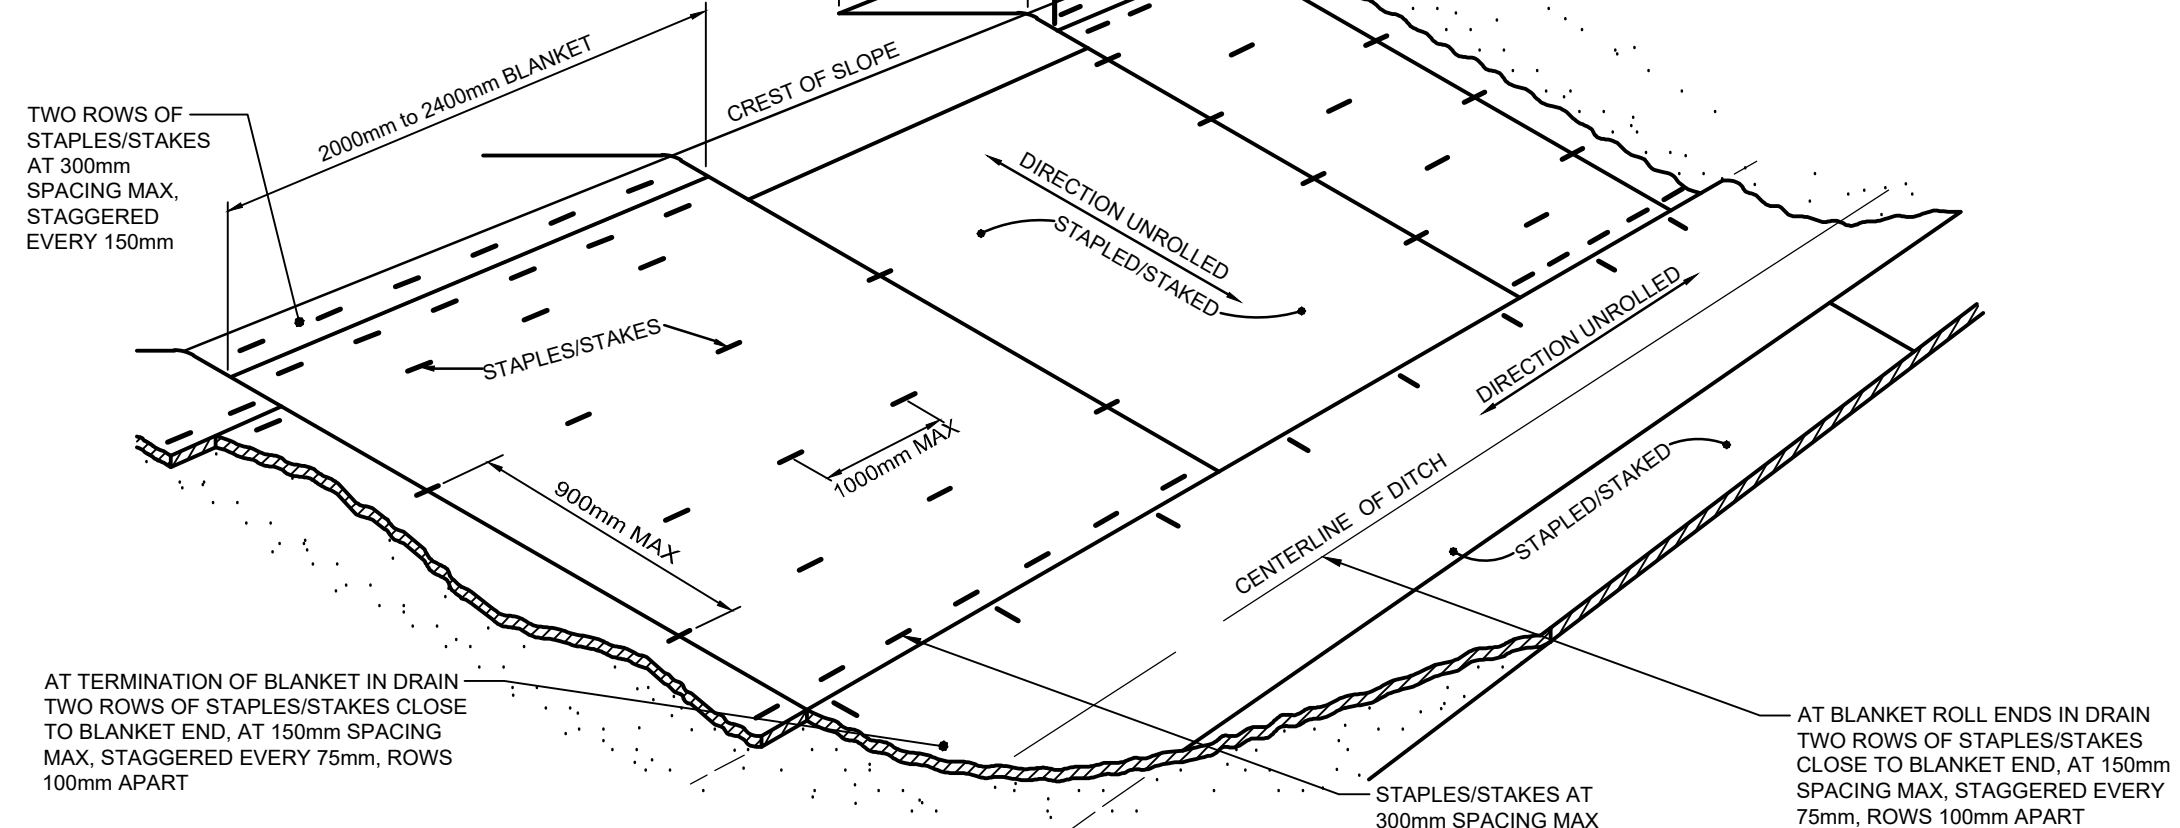 2000mm to 2400mm BLANKET
CREST OF SLOPE
TWO ROWS OF
STAPLES/STAKES
AT 300mm
SPACING MAX,
STAGGERED
EVERY 150mm
DIRECTION UNROLLED
STAPLED/STAKED
STAPLES/STAKES
DIRECTION UNROLLED
1000mm MAX
900mm MAX
CENTERLINE OF DITCH
STAPLED/STAKED
AT TERMINATION OF BLANKET IN DRAIN
TWO ROWS OF STAPLES/STAKES CLOSE
TO BLANKET END, AT 150mm SPACING
MAX, STAGGERED EVERY 75mm, ROWS
100mm APART
STAPLES/STAKES AT
300mm SPACING MAX
AT BLANKET ROLL ENDS IN DRAIN
TWO ROWS OF STAPLES/STAKES
CLOSE TO BLANKET END, AT 150mm
SPACING MAX, STAGGERED EVERY
75mm, ROWS 100mm APART